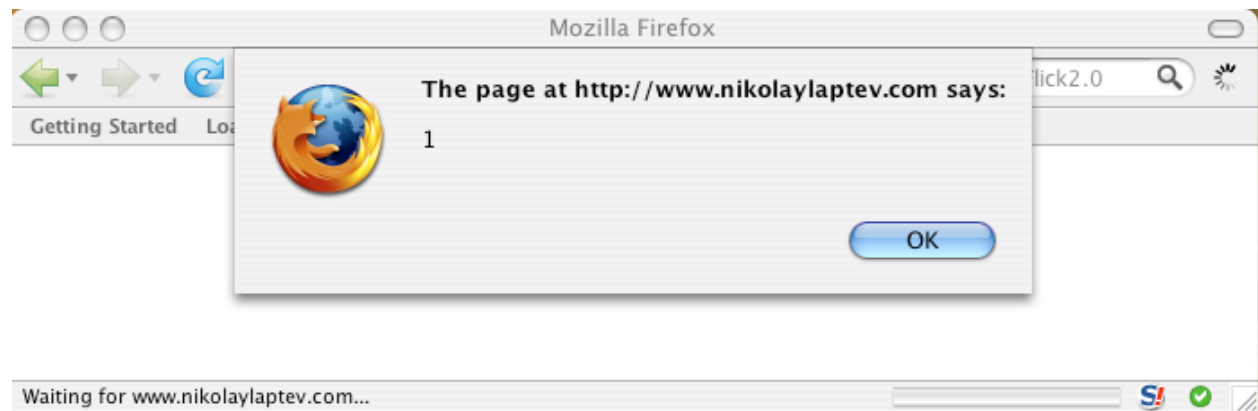 Mozilla Firefox
The page at http://www.nikolaylaptev.com says:
1
OK
lick2.0
Getting Started
Waiting for www.nikolaylaptev.com...
S!